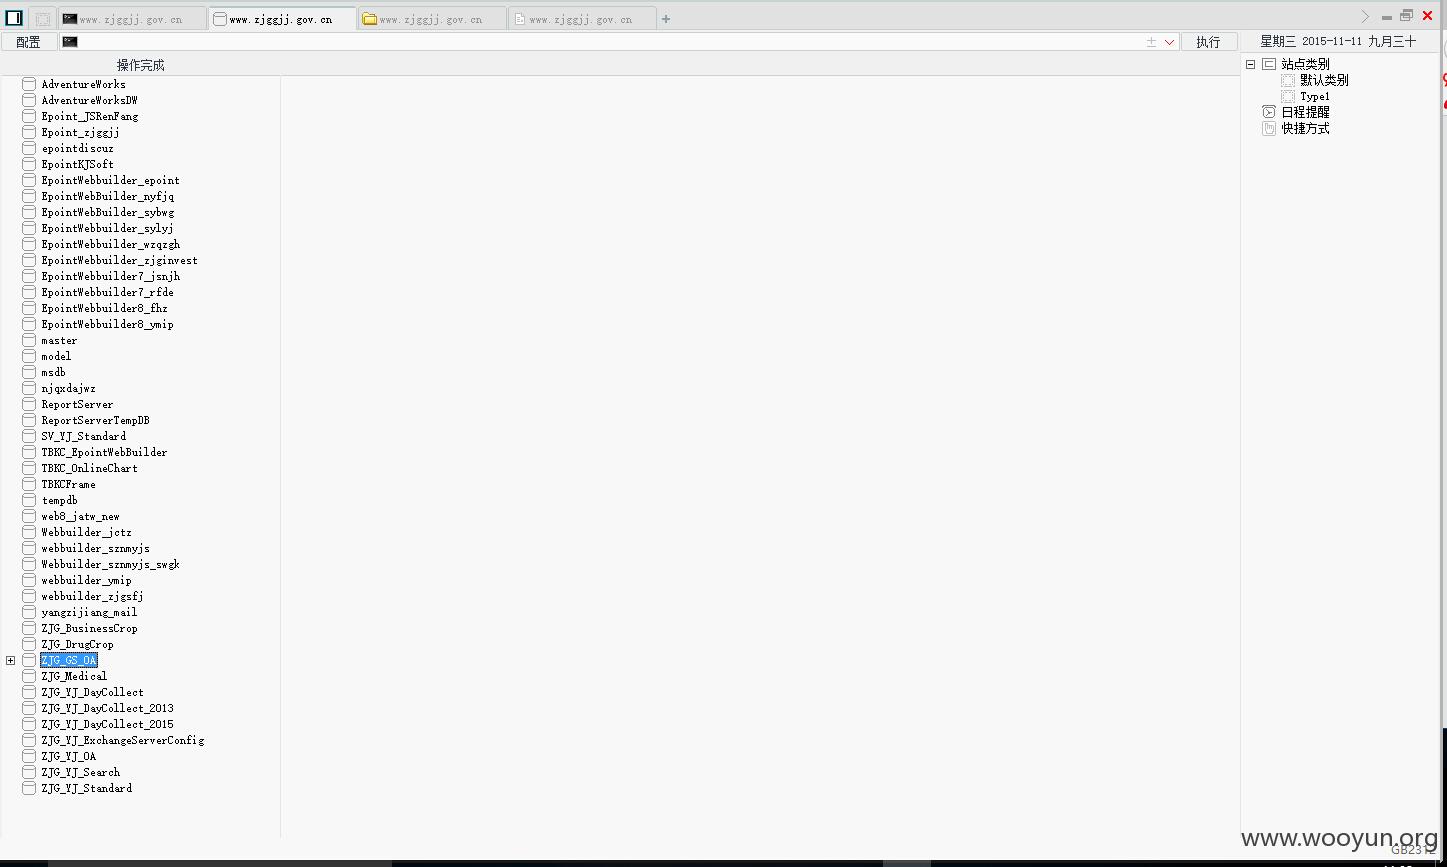 www.zjggjj.gov.cn www.zjggjj.gov.cn www.zjggjj.gov.cn www.zjggjj.gov.cn
配置 执行 星期三 2015-11-11 九月三十
操作完成
AdventureWorks
AdventureWorksDW
Epoint_JSRenFang
Epoint_zjggjj
epointdiscuz
EpointKJSoft
EpointWebbuilder_epoint
EpointWebBuilder_nyfjq
EpointWebBuilder_sybwg
EpointWebbuilder_sylyj
EpointWebbuilder_wzqzgh
EpointWebbuilder_zjginvest
EpointWebbuilder7_jsnjh
EpointWebbuilder7_rfde
EpointWebbuilder8_fhz
EpointWebbuilder8_ymip
master
model
msdb
njqxdajwz
ReportServer
ReportServerTempDB
SV_YJ_Standard
TBKC_EpointWebBuilder
TBKC_OnlineChart
TBKCFrame
tempdb
web8_jatw_new
Webbuilder_jctz
webbuilder_sznmyjs
Webbuilder_sznmyjs_swgk
webbuilder_ymip
webbuilder_zjgsfj
yangzijiang_mail
ZJG_BusinessCrop
ZJG_DrugCrop
ZJG_GS_OA
ZJG_Medical
ZJG_YJ_DayCollect
ZJG_YJ_DayCollect_2013
ZJG_YJ_DayCollect_2015
ZJG_YJ_ExchangeServerConfig
ZJG_YJ_OA
ZJG_YJ_Search
ZJG_YJ_Standard
站点类别
默认类别
Type1
日程提醒
快捷方式
www.wooyun.org
GB2312